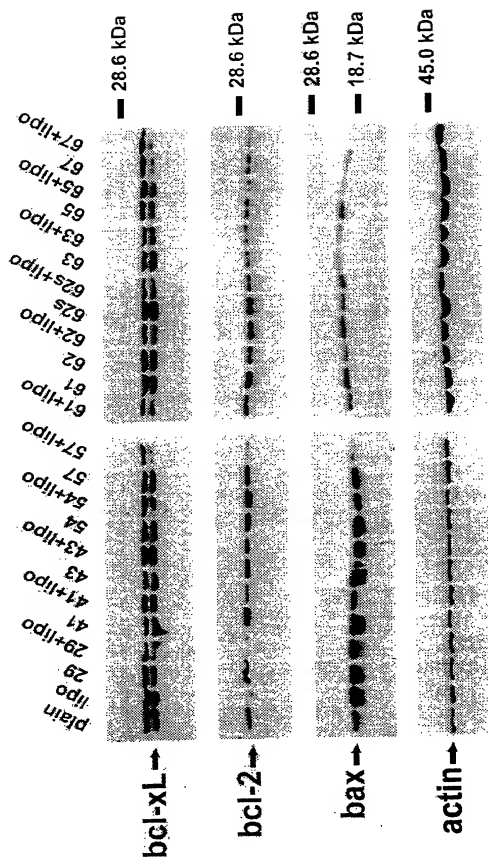 plain
lipo
29
29+lipo
41
41+lipo
43
43+lipo
54
54+lipo
57
57+lipo
61+lipo
61
62
62+lipo
62s
62s+lipo
63
63+lipo
65
65+lipo
67
67+lipo
bcl-xL
28.6 kDa
bcl-2
28.6 kDa
bax
28.6 kDa
18.7 kDa
actin
45.0 kDa